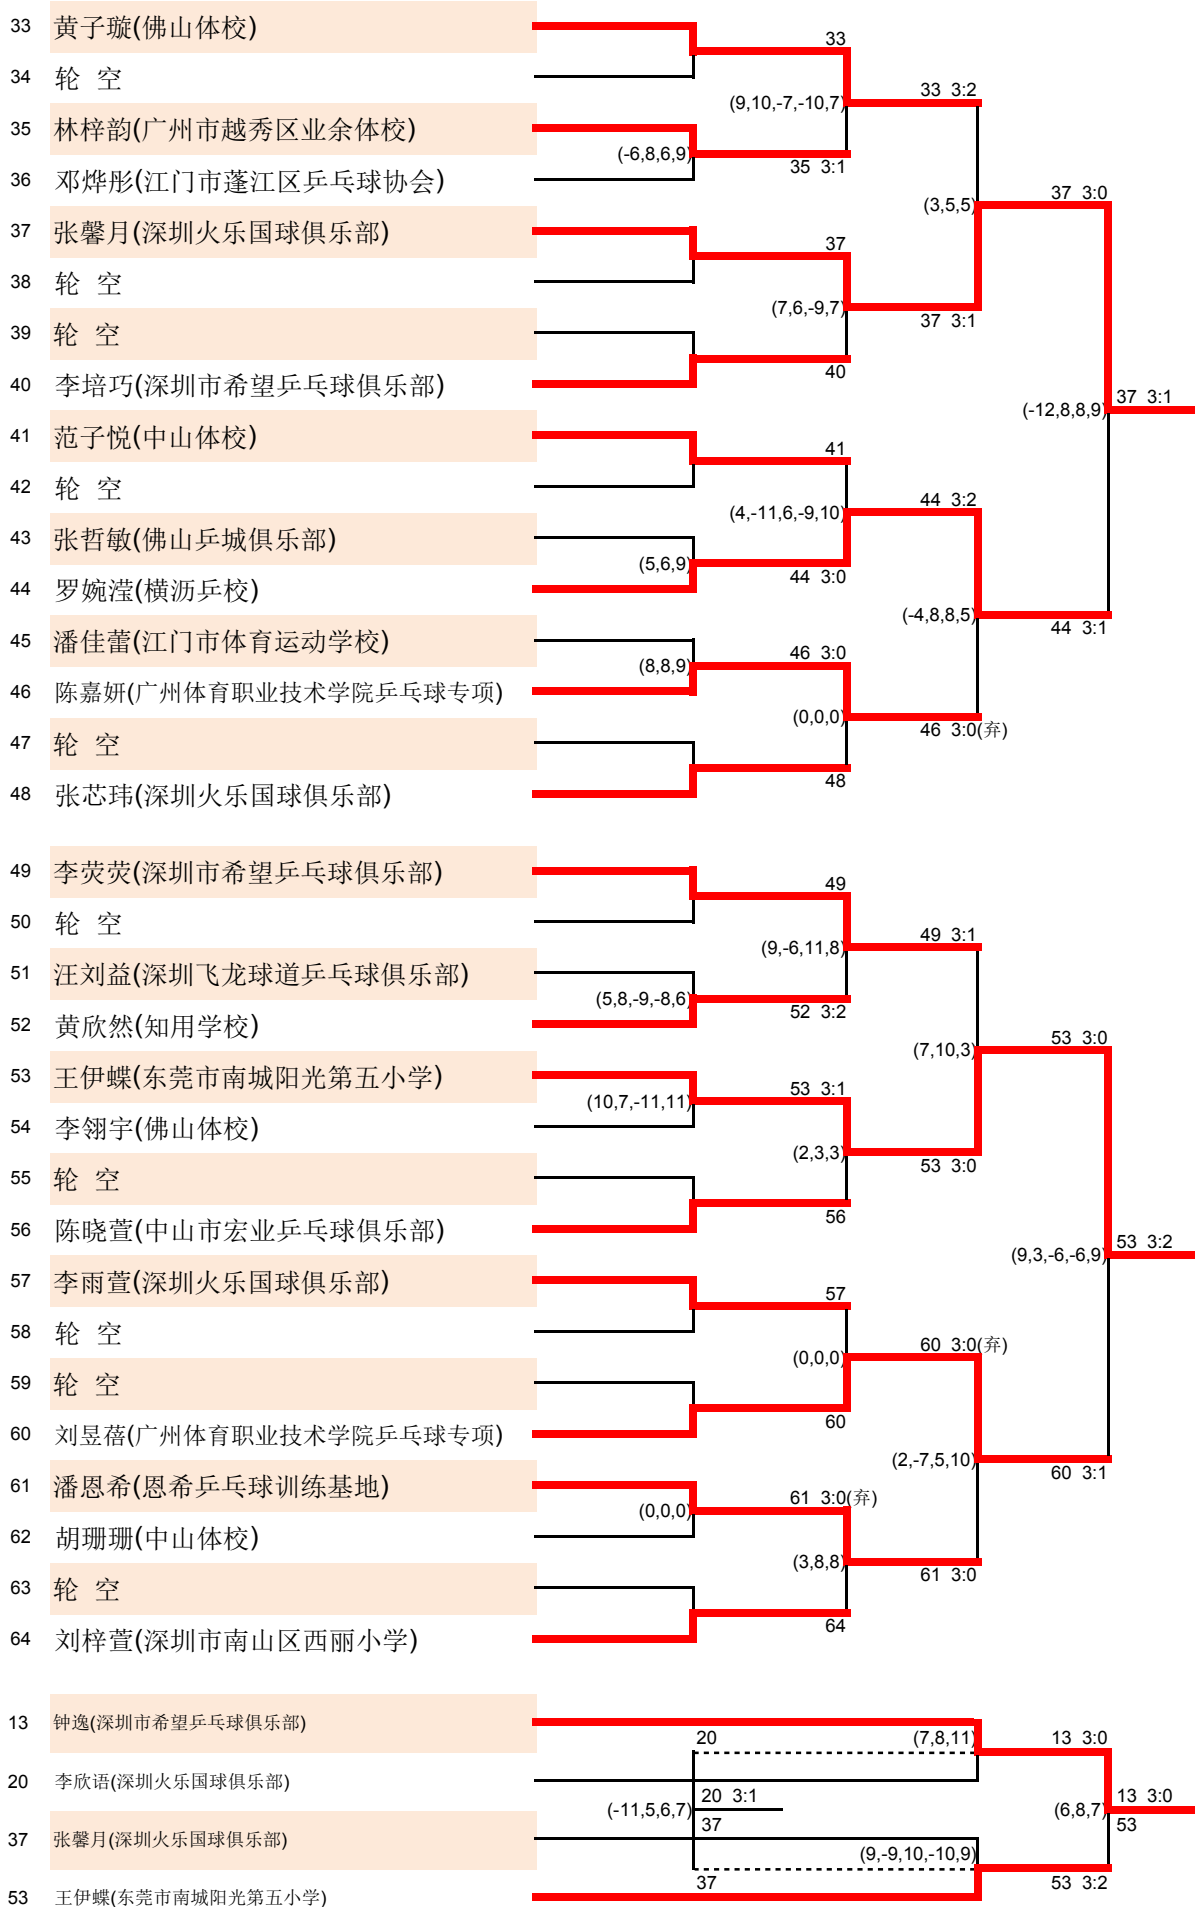 33 黄子璇(佛山体校)
33
34 轮 空
33 3:2
(9,10,-7,-10,7)
35 林梓韵(广州市越秀区业余体校)
(-6,8,6,9)
35 3:1
36 邓烨彤(江门市蓬江区乒乓球协会)
37 3:0
(3,5,5)
37 张馨月(深圳火乐国球俱乐部)
37
38 轮 空
(7,6,-9,7)
37 3:1
39 轮 空
40
40 李培巧(深圳市希望乒乓球俱乐部)
37 3:1
(-12,8,8,9)
41 范子悦(中山体校)
41
42 轮 空
44 3:2
(4,-11,6,-9,10)
43 张哲敏(佛山乒城俱乐部)
(5,6,9)
44 3:0
44 罗婉滢(横沥乒校)
(-4,8,8,5)
44 3:1
45 潘佳蕾(江门市体育运动学校)
46 3:0
(8,8,9)
46 陈嘉妍(广州体育职业技术学院乒乓球专项)
(0,0,0)
46 3:0(弃)
47 轮 空
48
48 张芯玮(深圳火乐国球俱乐部)
49 李荧荧(深圳市希望乒乓球俱乐部)
49
50 轮 空
49 3:1
(9,-6,11,8)
51 汪刘益(深圳飞龙球道乒乓球俱乐部)
(5,8,-9,-8,6)
52 3:2
52 黄欣然(知用学校)
53 3:0
(7,10,3)
53 王伊蝶(东莞市南城阳光第五小学)
53 3:1
(10,7,-11,11)
54 李翎宇(佛山体校)
(2,3,3)
53 3:0
55 轮 空
56
56 陈晓萱(中山市宏业乒乓球俱乐部)
53 3:2
(9,3,-6,-6,9)
57 李雨萱(深圳火乐国球俱乐部)
57
58 轮 空
60 3:0(弃)
(0,0,0)
59 轮 空
60
60 刘昱蓓(广州体育职业技术学院乒乓球专项)
(2,-7,5,10)
60 3:1
61 潘恩希(恩希乒乓球训练基地)
61 3:0(弃)
(0,0,0)
62 胡珊珊(中山体校)
(3,8,8)
61 3:0
63 轮 空
64
64 刘梓萱(深圳市南山区西丽小学)
13 钟逸(深圳市希望乒乓球俱乐部)
20
(7,8,11)
13 3:0
20 李欣语(深圳火乐国球俱乐部)
20 3:1
(-11,5,6,7)
37
13 3:0
(6,8,7)
53
37 张馨月(深圳火乐国球俱乐部)
(9,-9,10,-10,9)
37
53 3:2
53 王伊蝶(东莞市南城阳光第五小学)